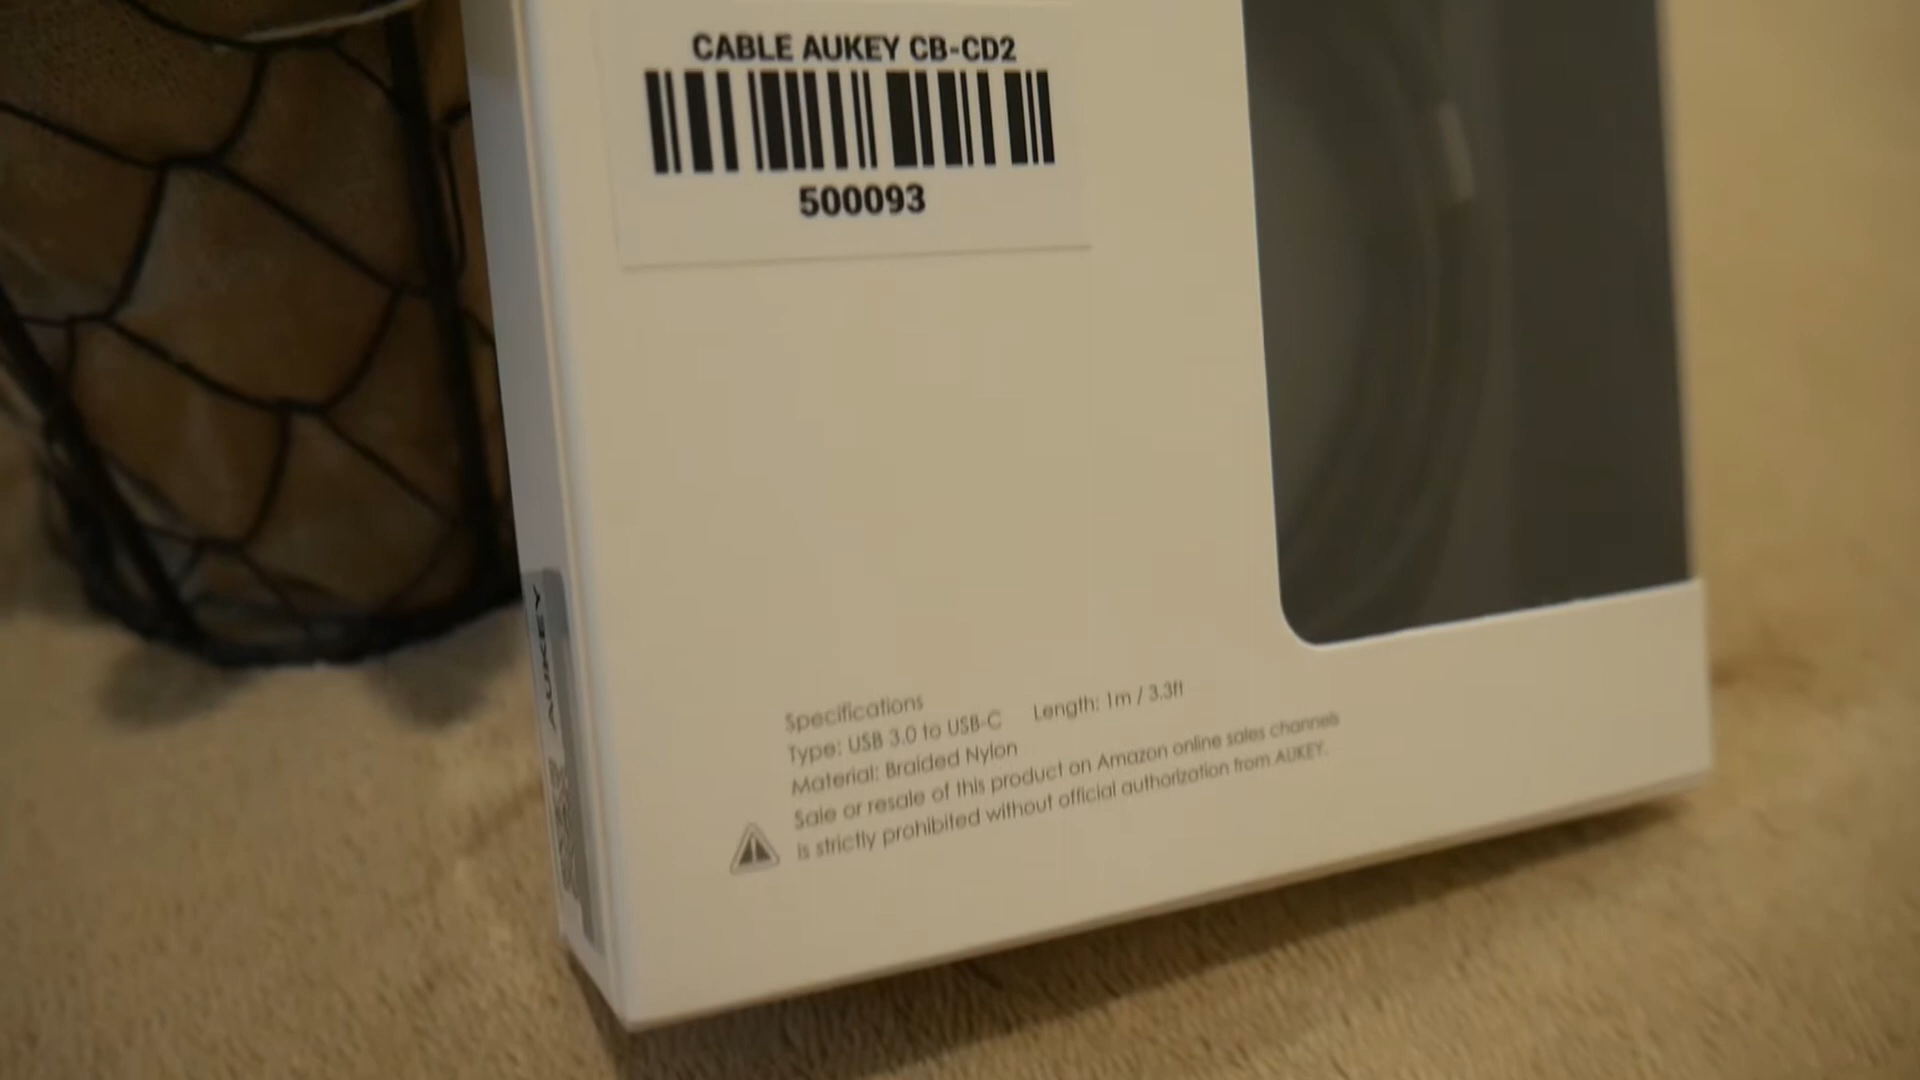 CABLE AUKEY CB-CD2
500093
AUKEY
Specifications
Type: USB 3.0 to USB-C Length: 1m / 3.3ft
Material: Braided Nylon
Sale or resale of this product on Amazon online sales channels
is strictly prohibited without official authorization from AUKEY.